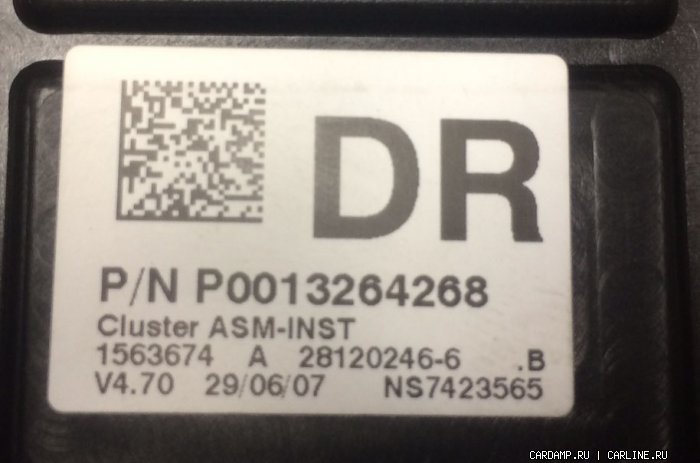 DR
P/N P0013264268
Cluster ASM-INST
1563674 A 28120246-6 .B
V4.70 29/06/07 NS7423565
CARDAMP.RU | CARLINE.RU